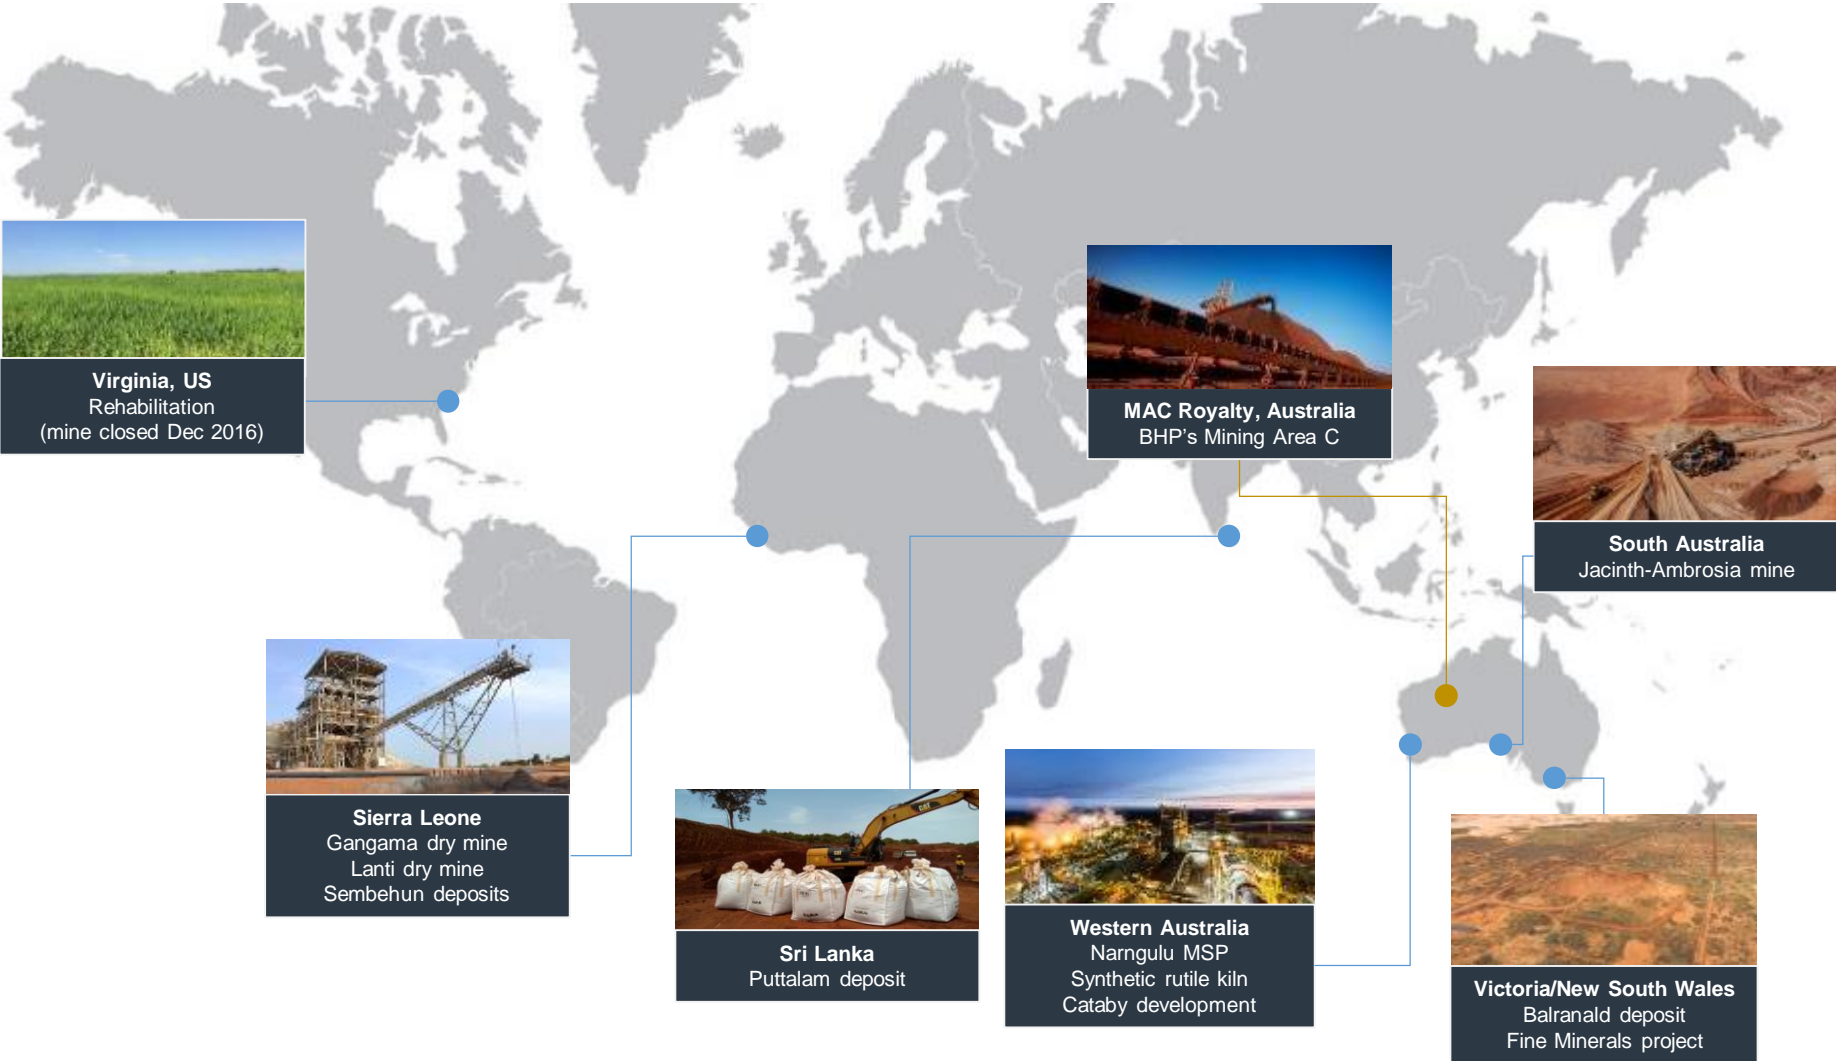 Virginia, US
Rehabilitation
(mine closed Dec 2016)
MAC Royalty, Australia
BHP's Mining Area C
South Australia
Jacinth-Ambrosia mine
Sierra Leone
Gangama dry mine
Lanti dry mine
Sembehun deposits
Sri Lanka
Puttalam deposit
Western Australia
Narngulu MSP
Synthetic rutile kiln
Cataby development
Victoria/New South Wales
Balranald deposit
Fine Minerals project
CAT